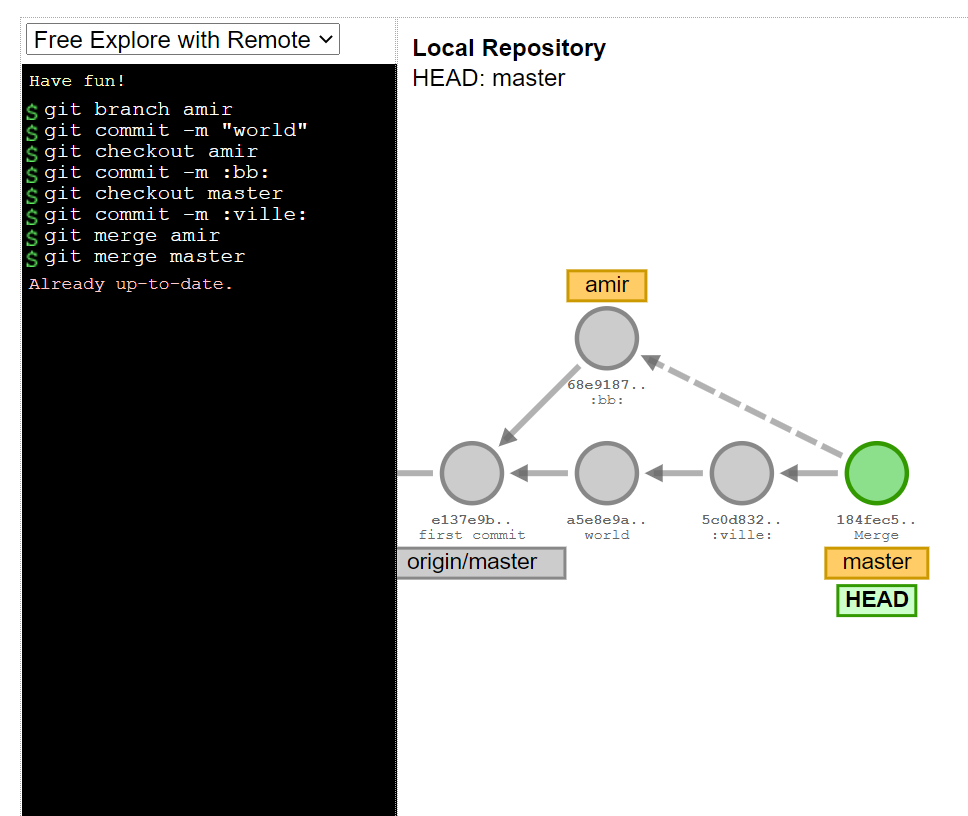 Free Explore with Remote
Have fun!
$ git branch amir
$ git commit -m "world"
$ git checkout amir
$ git commit -m :bb:
$ git checkout master
$ git commit -m :ville:
$ git merge amir
$ git merge master
Already up-to-date.
Local Repository
HEAD: master
amir
68e9187..
:bb:
e137e9b.. a5e8e9a.. 5c0d832.. 184fec5..
first commit world :ville: Merge
origin/master master
HEAD